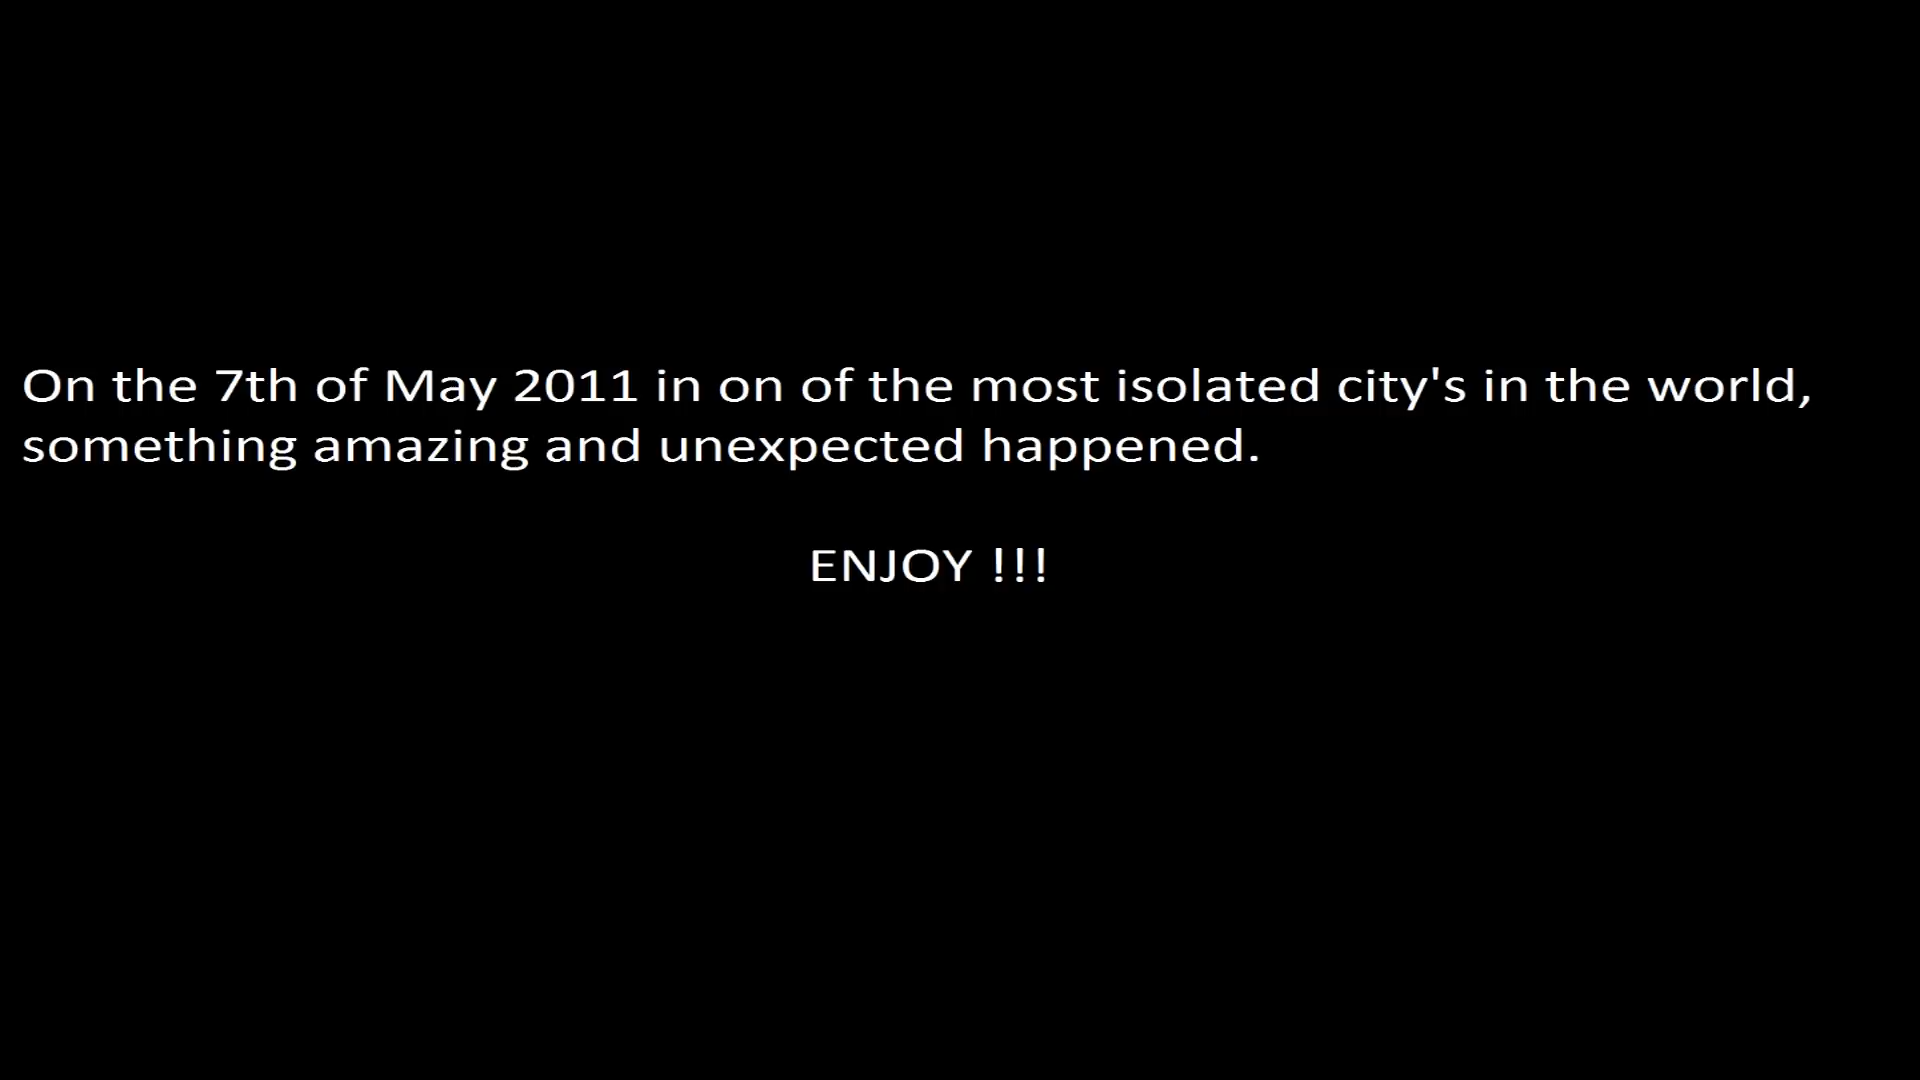 On the 7th of May 2011 in on of the most isolated city's in the world,
something amazing and unexpected happened.
ENJOY !!!